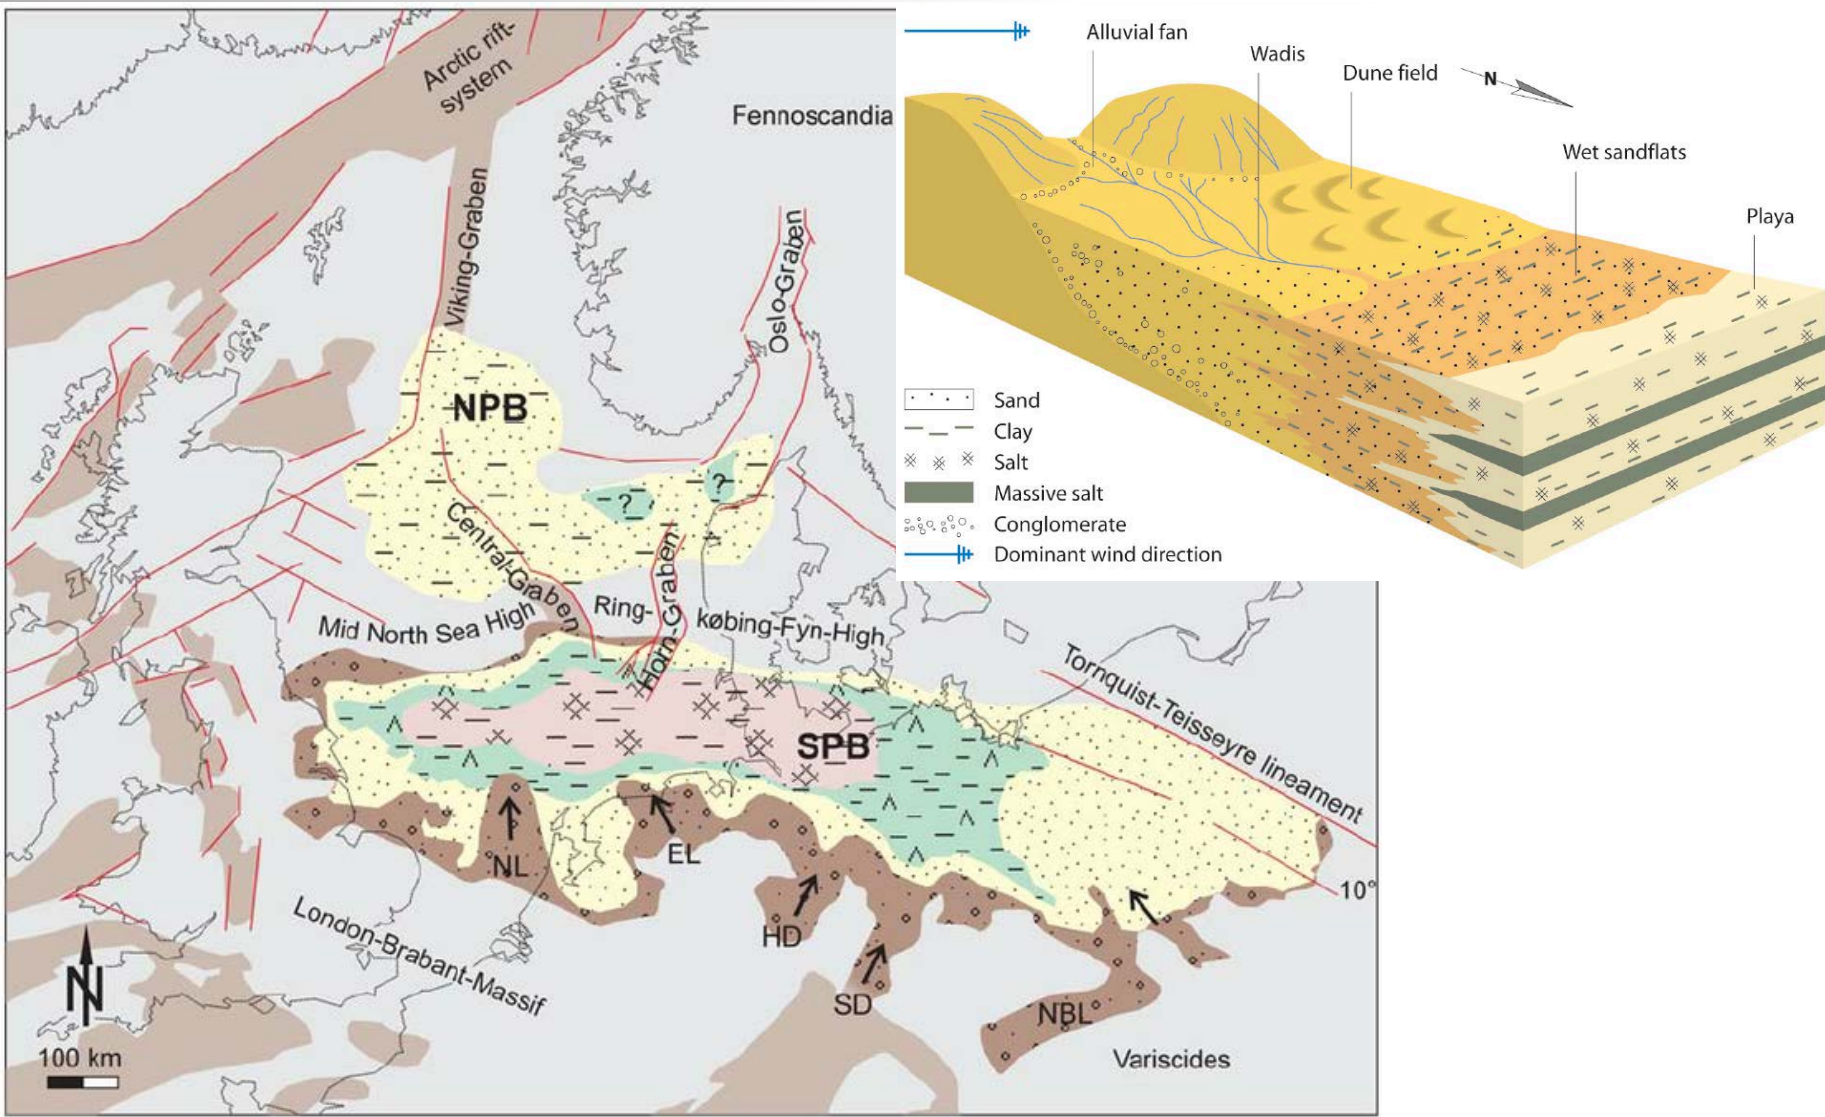 Arctic rift-
system
Fennoscandia
Viking-Graben
Oslo-Graben
NPB
?
?
Central-Graben
Horn-Graben
Mid North Sea High
Ring-
købing-Fyn-High
Tornquist-Teisseyre lineament
SPB
NL
EL
HD
SD
NBL
10°
London-Brabant-Massif
Variscides
N
100 km
Alluvial fan
Wadis
Dune field
N
Wet sandflats
Playa
Sand
Clay
Salt
Massive salt
Conglomerate
Dominant wind direction